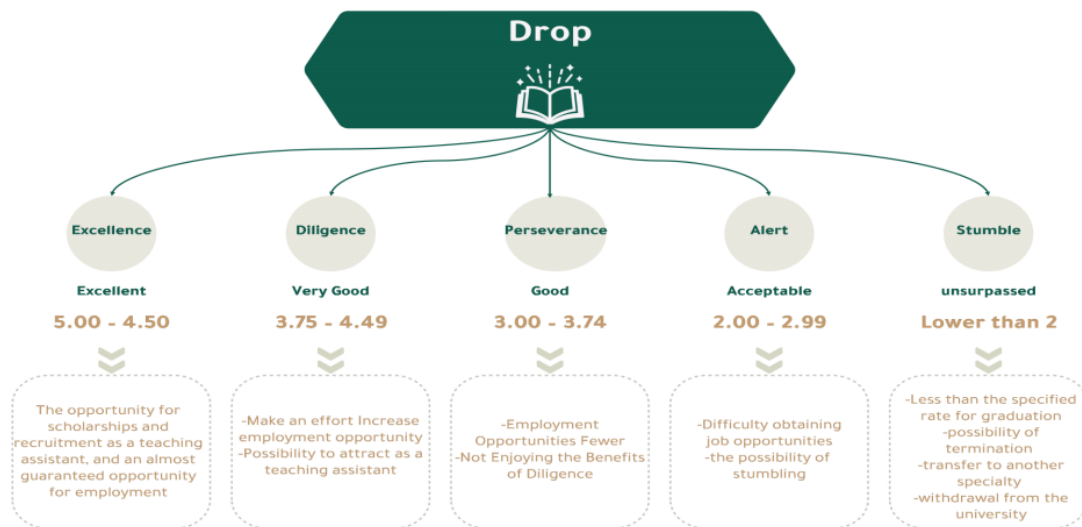 Drop
Excellence
Diligence
Perseverance
Alert
Stumble
Excellent
Very Good
Good
Acceptable
unsurpassed
5.00 - 4.50
3.75 - 4.49
3.00 - 3.74
2.00 - 2.99
Lower than 2
The opportunity for
scholarships and
recruitment as a teaching
assistant, and an almost
guaranteed opportunity
for employment
-Make an effort Increase
employment opportunity
-Possibility to attract as a
teaching assistant
-Employment
Opportunities Fewer
-Not Enjoying the Benefits
of Diligence
-Difficulty obtaining
job opportunities
-the possibility of
stumbling
-Less than the specified
rate for graduation
-possibility of
termination
-transfer to another
specialty
-withdrawal from the
university